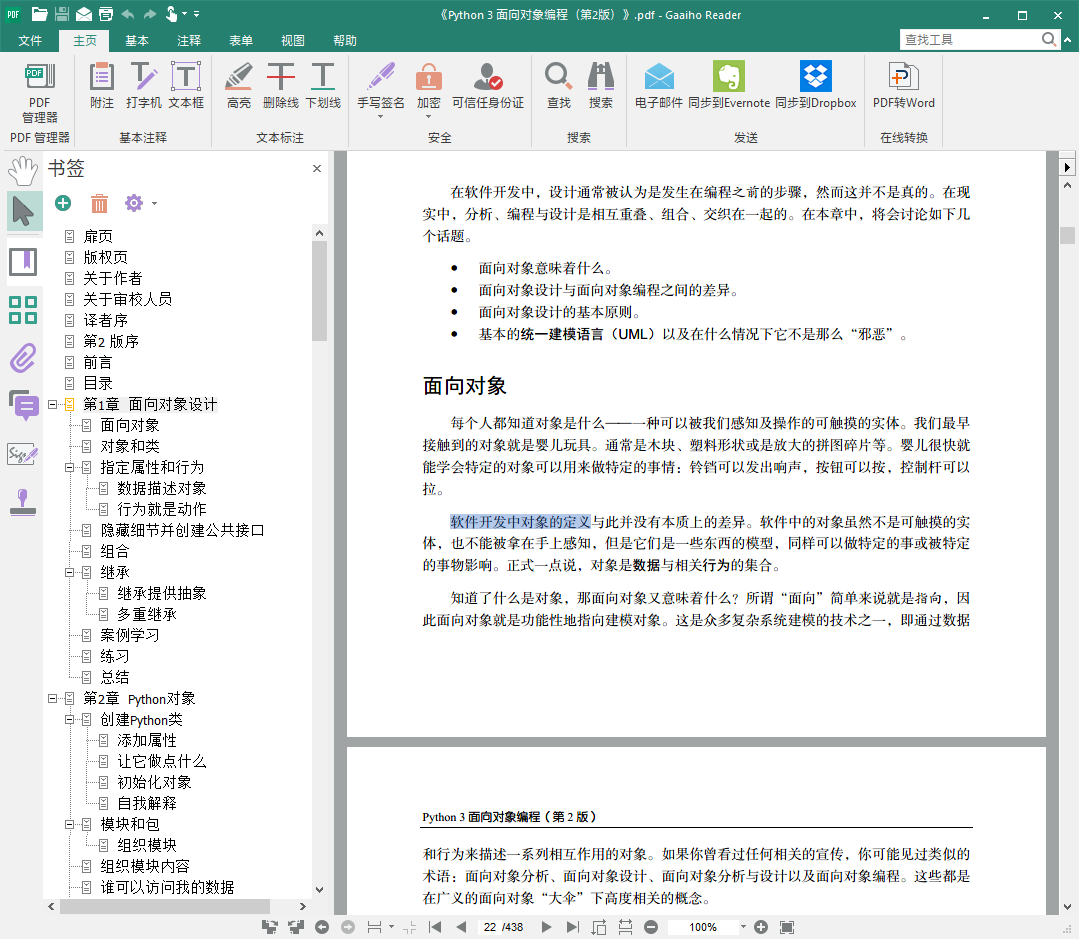 PDF
《Python 3 面向对象编程（第2版）》.pdf - Gaaiho Reader
文件 主页 基本 注释 表单 视图 帮助 查找工具
PDF
PDF 管理器
附注 打字机 文本框
高亮 删除线 下划线
手写签名 加密 可信任身份证
查找 搜索
电子邮件 同步到Evernote 同步到Dropbox
PDF转Word
PDF 管理器 基本注释 文本标注 安全 搜索 发送 在线转换
书签
扉页
版权页
关于作者
关于审校人员
译者序
第2 版序
前言
目录
第1章 面向对象设计
面向对象
对象和类
指定属性和行为
数据描述对象
行为就是动作
隐藏细节并创建公共接口
组合
继承
继承提供抽象
多重继承
案例学习
练习
总结
第2章 Python对象
创建Python类
添加属性
让它做点什么
初始化对象
自我解释
模块和包
组织模块
组织模块内容
谁可以访问我的数据
Sign
在软件开发中，设计通常被认为是发生在编程之前的步骤，然而这并不是真的。在现
实中，分析、编程与设计是相互重叠、组合、交织在一起的。在本章中，将会讨论如下几
个话题。
● 面向对象意味着什么。
● 面向对象设计与面向对象编程之间的差异。
● 面向对象设计的基本原则。
● 基本的统一建模语言（UML）以及在什么情况下它不是那么“邪恶”。
面向对象
每个人都知道对象是什么——一种可以被我们感知及操作的可触摸的实体。我们最早
接触到的对象就是婴儿玩具。通常是木块、塑料形状或是放大的拼图碎片等。婴儿很快就
能学会特定的对象可以用来做特定的事情：铃铛可以发出响声，按钮可以按，控制杆可以
拉。
软件开发中对象的定义与此并没有本质上的差异。软件中的对象虽然不是可触摸的实
体，也不能被拿在手上感知，但是它们是一些东西的模型，同样可以做特定的事或被特定
的事物影响。正式一点说，对象是数据与相关行为的集合。
知道了什么是对象，那面向对象又意味着什么？所谓“面向”简单来说就是指向，因
此面向对象就是功能性地指向建模对象。这是众多复杂系统建模的技术之一，即通过数据
Python 3 面向对象编程（第 2 版）
和行为来描述一系列相互作用的对象。如果你曾看过任何相关的宣传，你可能见过类似的
术语：面向对象分析、面向对象设计、面向对象分析与设计以及面向对象编程。这些都是
在广义的面向对象“大伞”下高度相关的概念。
22 /438 100%